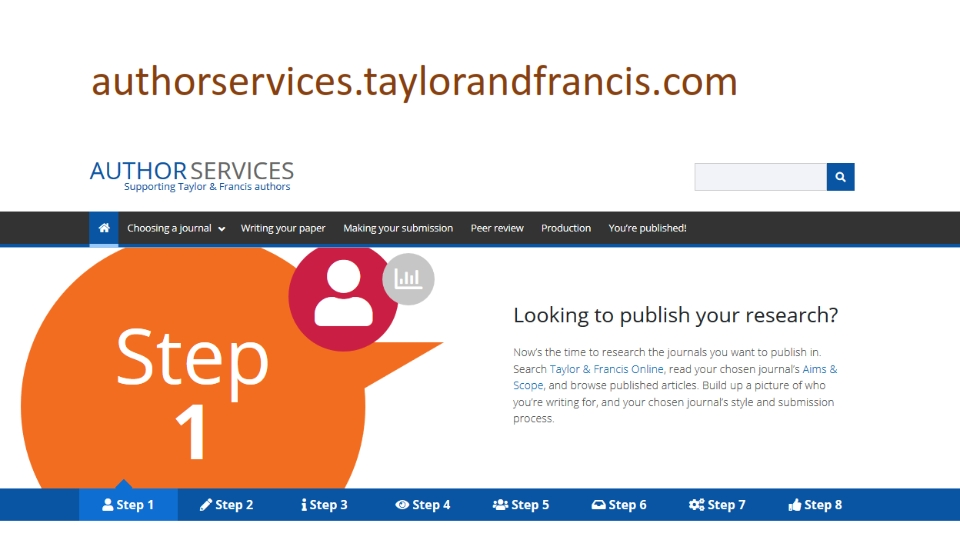 authorservices.taylorandfrancis.com
AUTHOR SERVICES
Supporting Taylor & Francis authors
Choosing a journal Writing your paper Making your submission Peer review Production You're published!
Step
1
Looking to publish your research?
Now's the time to research the journals you want to publish in.
Search Taylor & Francis Online, read your chosen journal's Aims &
Scope, and browse published articles. Build up a picture of who
you're writing for, and your chosen journal's style and submission
process.
Step 1 Step 2 Step 3 Step 4 Step 5 Step 6 Step 7 Step 8